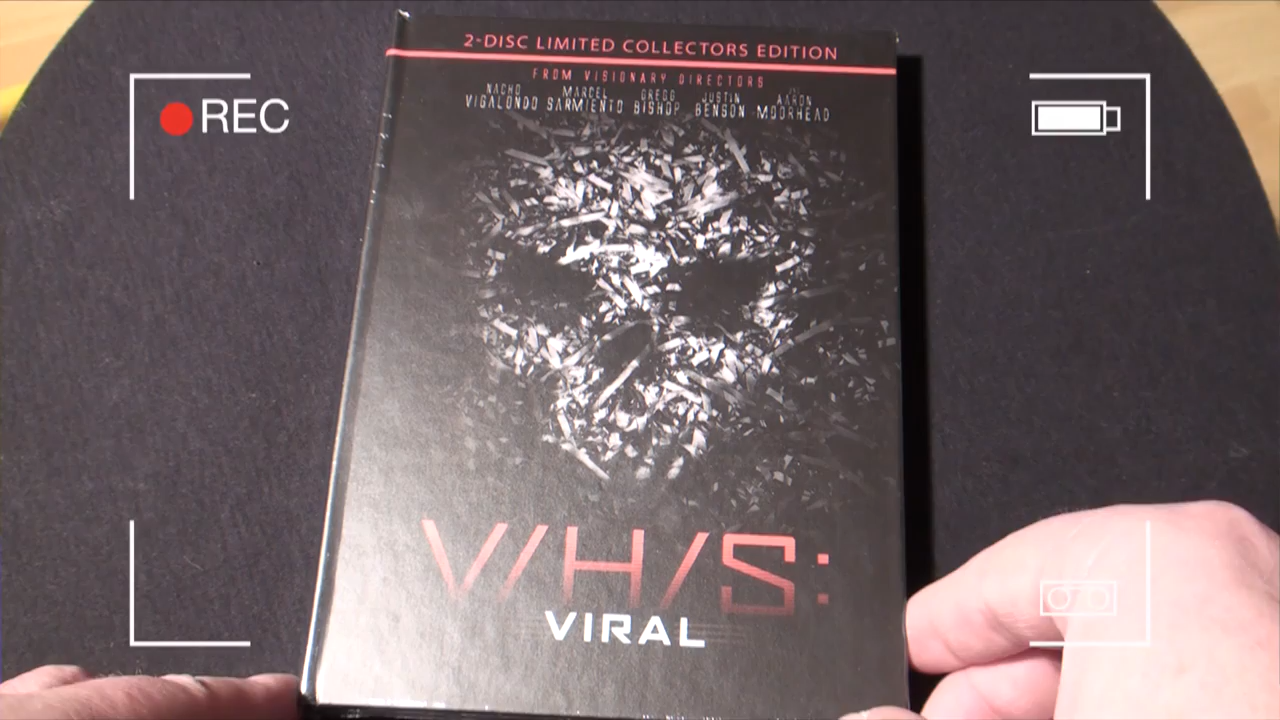 2-DISC LIMITED COLLECTORS EDITION
FROM VISIONARY DIRECTORS
NACHO VIGALONDO MARCEL SARMIENTO GREGG BISHOP JUSTIN BENSON AARON MOORHEAD
REC
V/H/S:
VIRAL